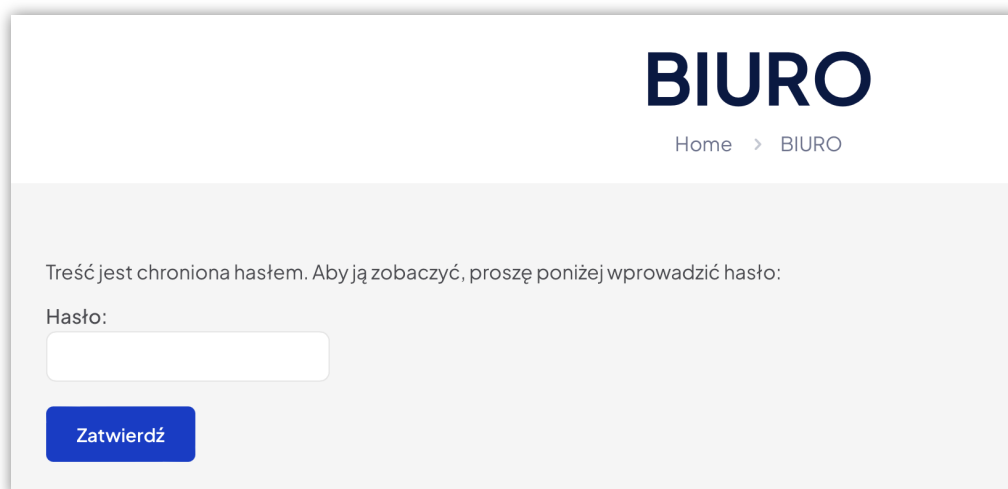 BIURO
Home > BIURO
Treść jest chroniona hasłem. Aby ją zobaczyć, proszę poniżej wprowadzić hasło:
Hasło:
Zatwierdź